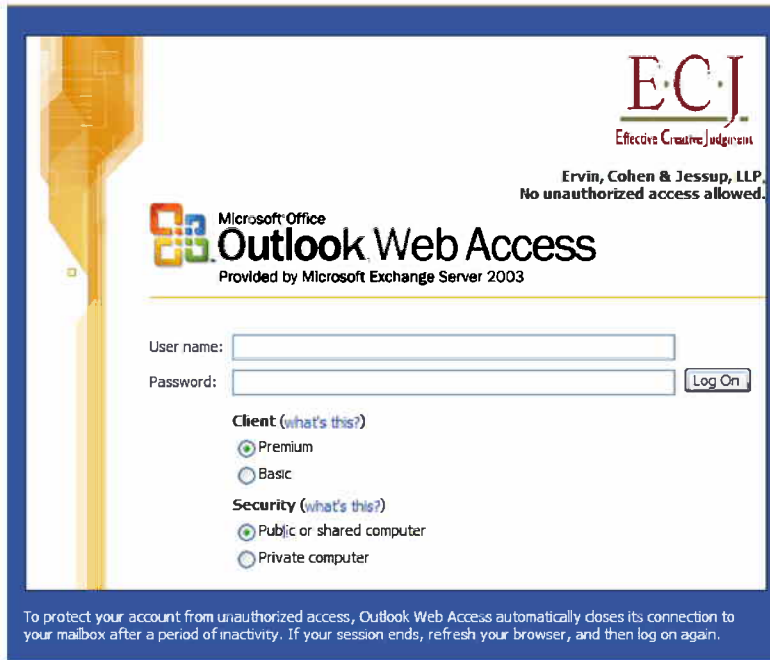 E·C·J
Effective Creative Judgment
Ervin, Cohen & Jessup, LLP.
No unauthorized access allowed.
Microsoft Office
Outlook Web Access
Provided by Microsoft Exchange Server 2003
User name:
Password:
Log On
Client (what's this?)
Premium
Basic
Security (what's this?)
Public or shared computer
Private computer
To protect your account from unauthorized access, Outlook Web Access automatically closes its connection to
your mailbox after a period of inactivity. If your session ends, refresh your browser, and then log on again.